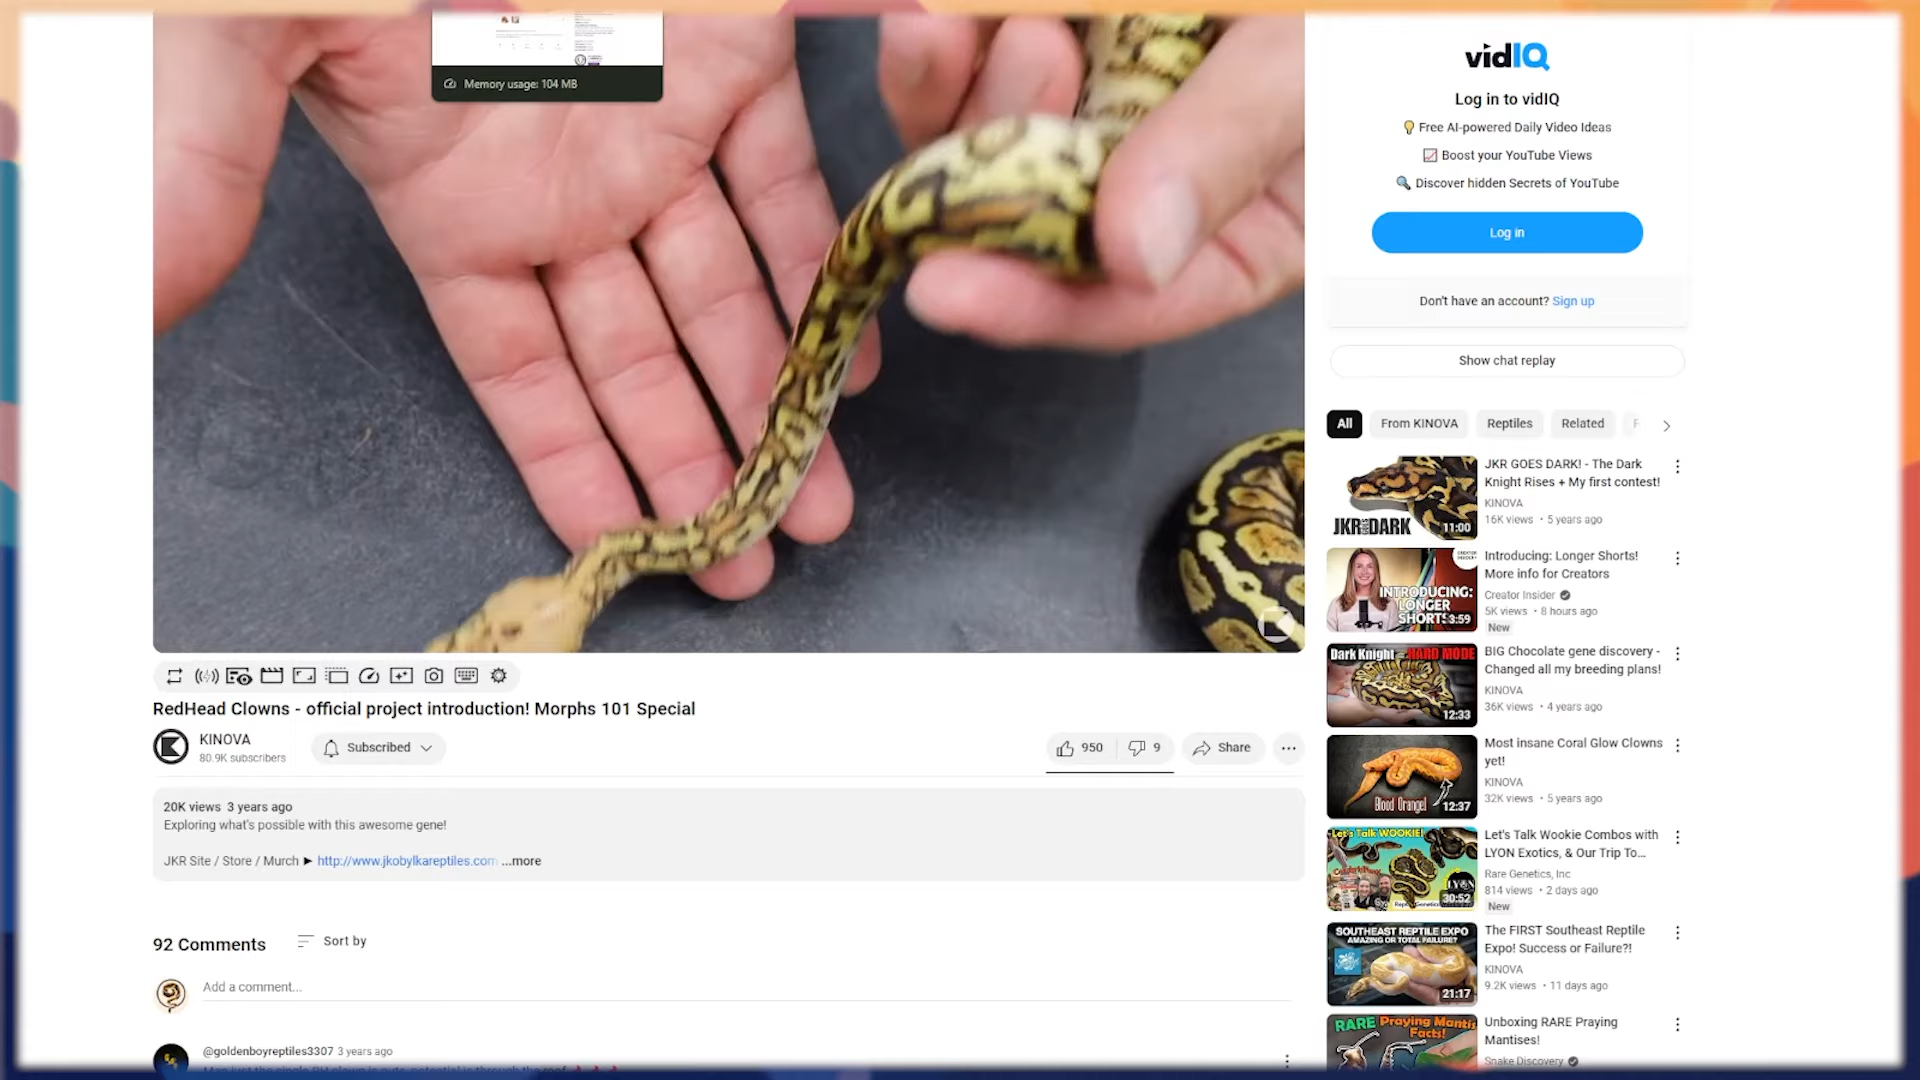 Memory usage: 104 MB
RedHead Clowns - official project introduction! Morphs 101 Special
KINOVA
80.9K subscribers
Subscribed
950
9
Share
20K views 3 years ago
Exploring what's possible with this awesome gene!
JKR Site / Store / Murch ► http://www.jkobylkareptiles.com ...more
92 Comments
Sort by
Add a comment...
@goldenboyreptiles3307 3 years ago
vidIQ
Log in to vidIQ
Free AI-powered Daily Video Ideas
Boost your YouTube Views
Discover hidden Secrets of YouTube
Log in
Don't have an account? Sign up
Show chat replay
All
From KINOVA
Reptiles
Related
JKR GOES DARK
11:00
JKR GOES DARK! - The Dark
Knight Rises + My first contest!
KINOVA
16K views • 5 years ago
INTRODUCING:
LONGER
SHORTS
3:59
Introducing: Longer Shorts!
More info for Creators
Creator Insider
5K views • 8 hours ago
New
Dark Knight = HARD MODE
12:33
BIG Chocolate gene discovery -
Changed all my breeding plans!
KINOVA
36K views • 4 years ago
Blood Orange!
12:37
Most insane Coral Glow Clowns
yet!
KINOVA
32K views • 5 years ago
Let's Talk WOOKIE!
LYON
30:52
Let's Talk Wookie Combos with
LYON Exotics, & Our Trip To...
Rare Genetics, Inc
814 views • 2 days ago
New
SOUTHEAST REPTILE EXPO
AMAZING OR TOTAL FAILURE?
21:17
The FIRST Southeast Reptile
Expo! Success or Failure?!
KINOVA
9.2K views • 11 days ago
RARE Praying Mantis
Facts!
Unboxing RARE Praying
Mantises!
Snake Discovery